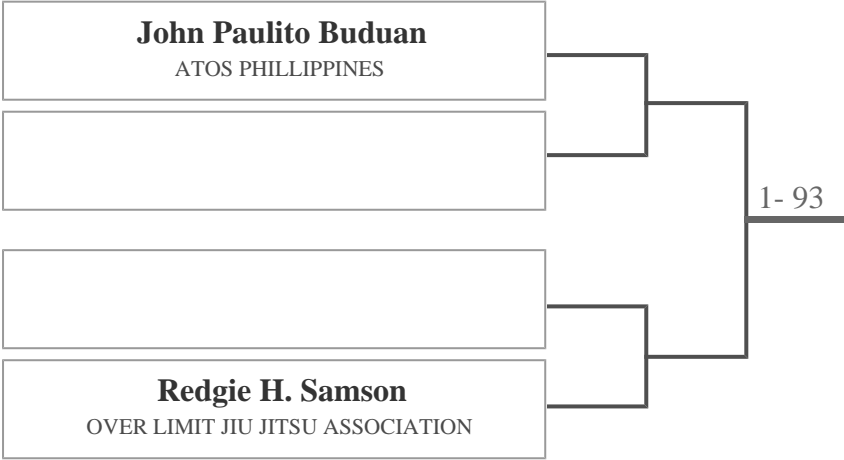 John Paulito Buduan
ATOS PHILLIPPINES
1- 93
Redgie H. Samson
OVER LIMIT JIU JITSU ASSOCIATION